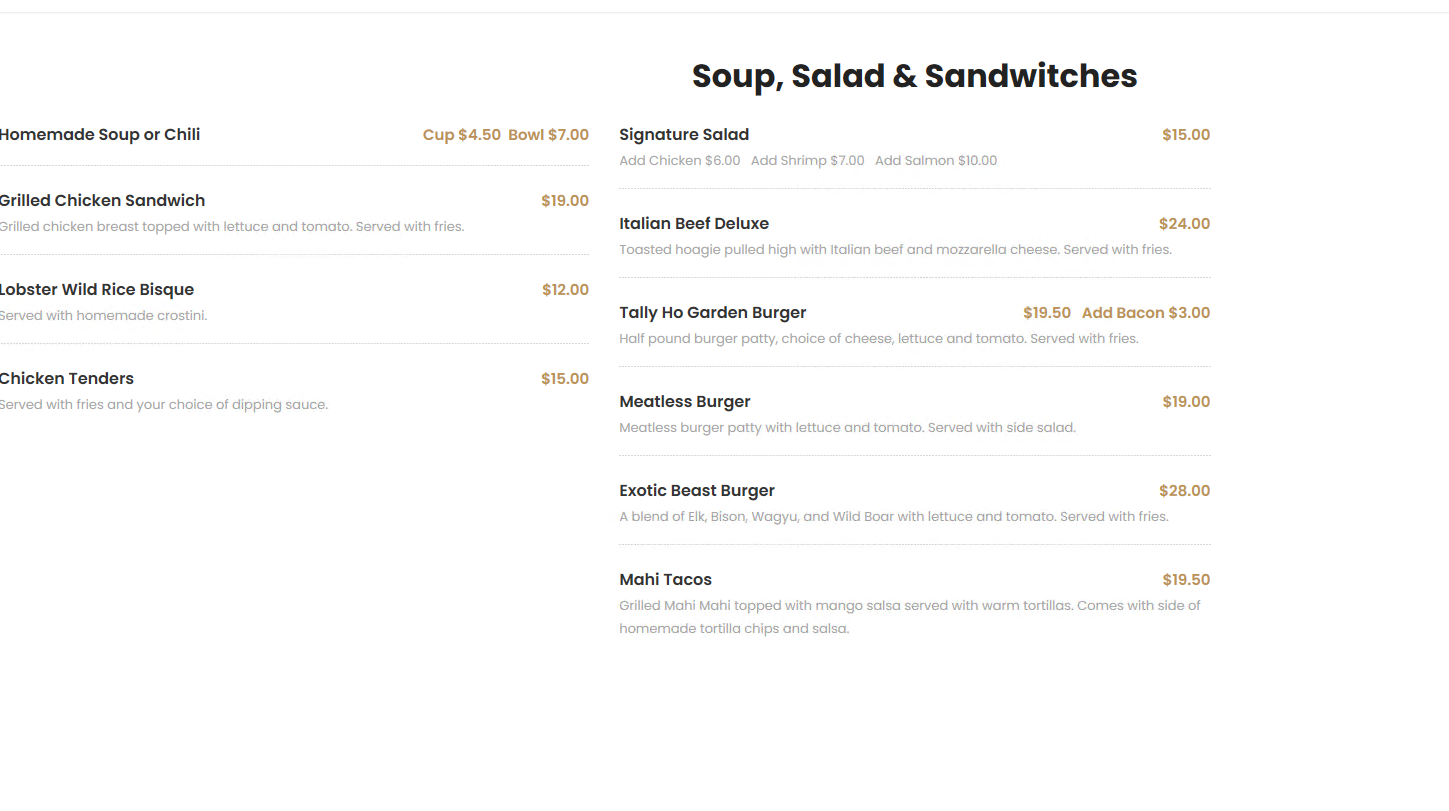 Soup, Salad & Sandwitches
Homemade Soup or Chili Cup $4.50 Bowl $7.00
Grilled Chicken Sandwich $19.00
Grilled chicken breast topped with lettuce and tomato. Served with fries.
Lobster Wild Rice Bisque $12.00
Served with homemade crostini.
Chicken Tenders $15.00
Served with fries and your choice of dipping sauce.
Signature Salad $15.00
Add Chicken $6.00 Add Shrimp $7.00 Add Salmon $10.00
Italian Beef Deluxe $24.00
Toasted hoagie pulled high with Italian beef and mozzarella cheese. Served with fries.
Tally Ho Garden Burger $19.50 Add Bacon $3.00
Half pound burger patty, choice of cheese, lettuce and tomato. Served with fries.
Meatless Burger $19.00
Meatless burger patty with lettuce and tomato. Served with side salad.
Exotic Beast Burger $28.00
A blend of Elk, Bison, Wagyu, and Wild Boar with lettuce and tomato. Served with fries.
Mahi Tacos $19.50
Grilled Mahi Mahi topped with mango salsa served with warm tortillas. Comes with side of
homemade tortilla chips and salsa.